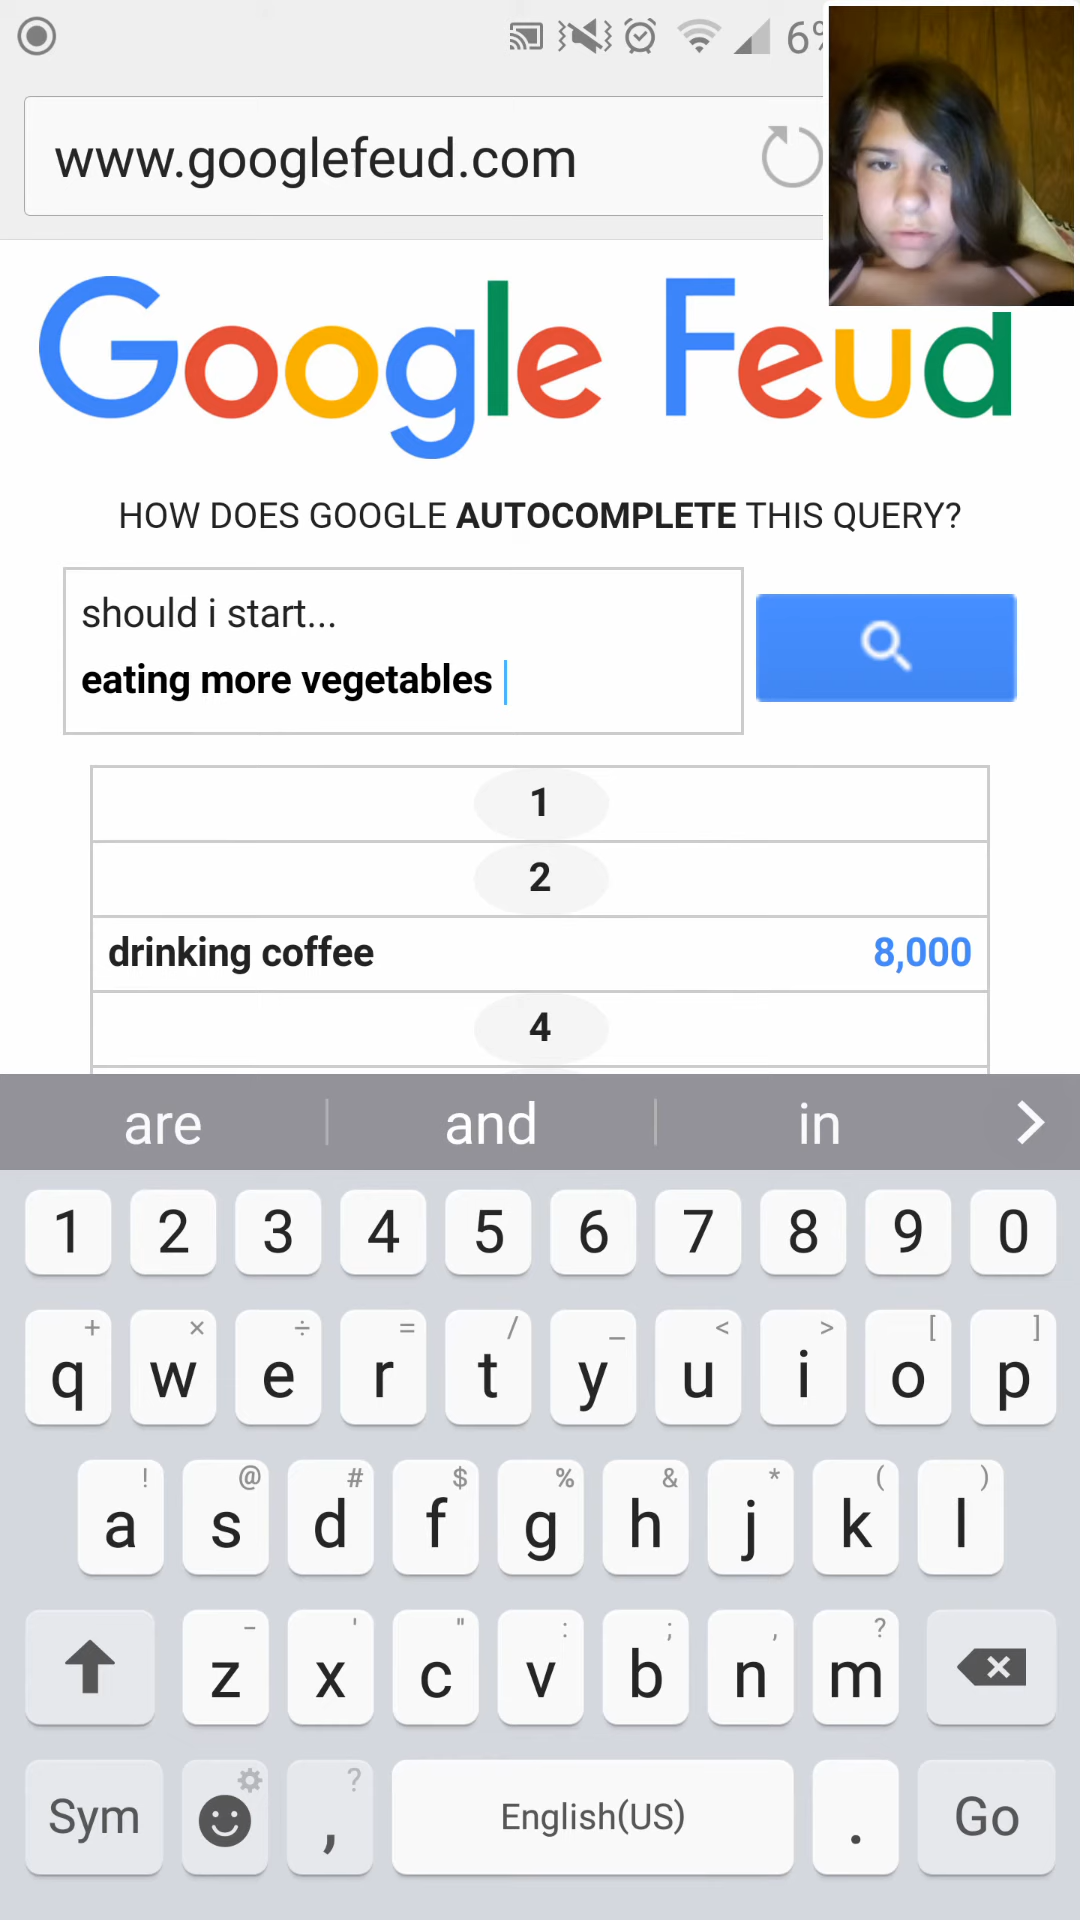 6%
www.googlefeud.com
Google Feud
HOW DOES GOOGLE AUTOCOMPLETE THIS QUERY?
should i start...
eating more vegetables
1
2
drinking coffee 8,000
4
are and in >
1 2 3 4 5 6 7 8 9 0
+ × ÷ = / _ < > [ ]
q w e r t y u i o p
! @ # $ % & * ( )
a s d f g h j k l
- ' " : ; , ?
z x c v b n m
?
Sym , English(US) . Go